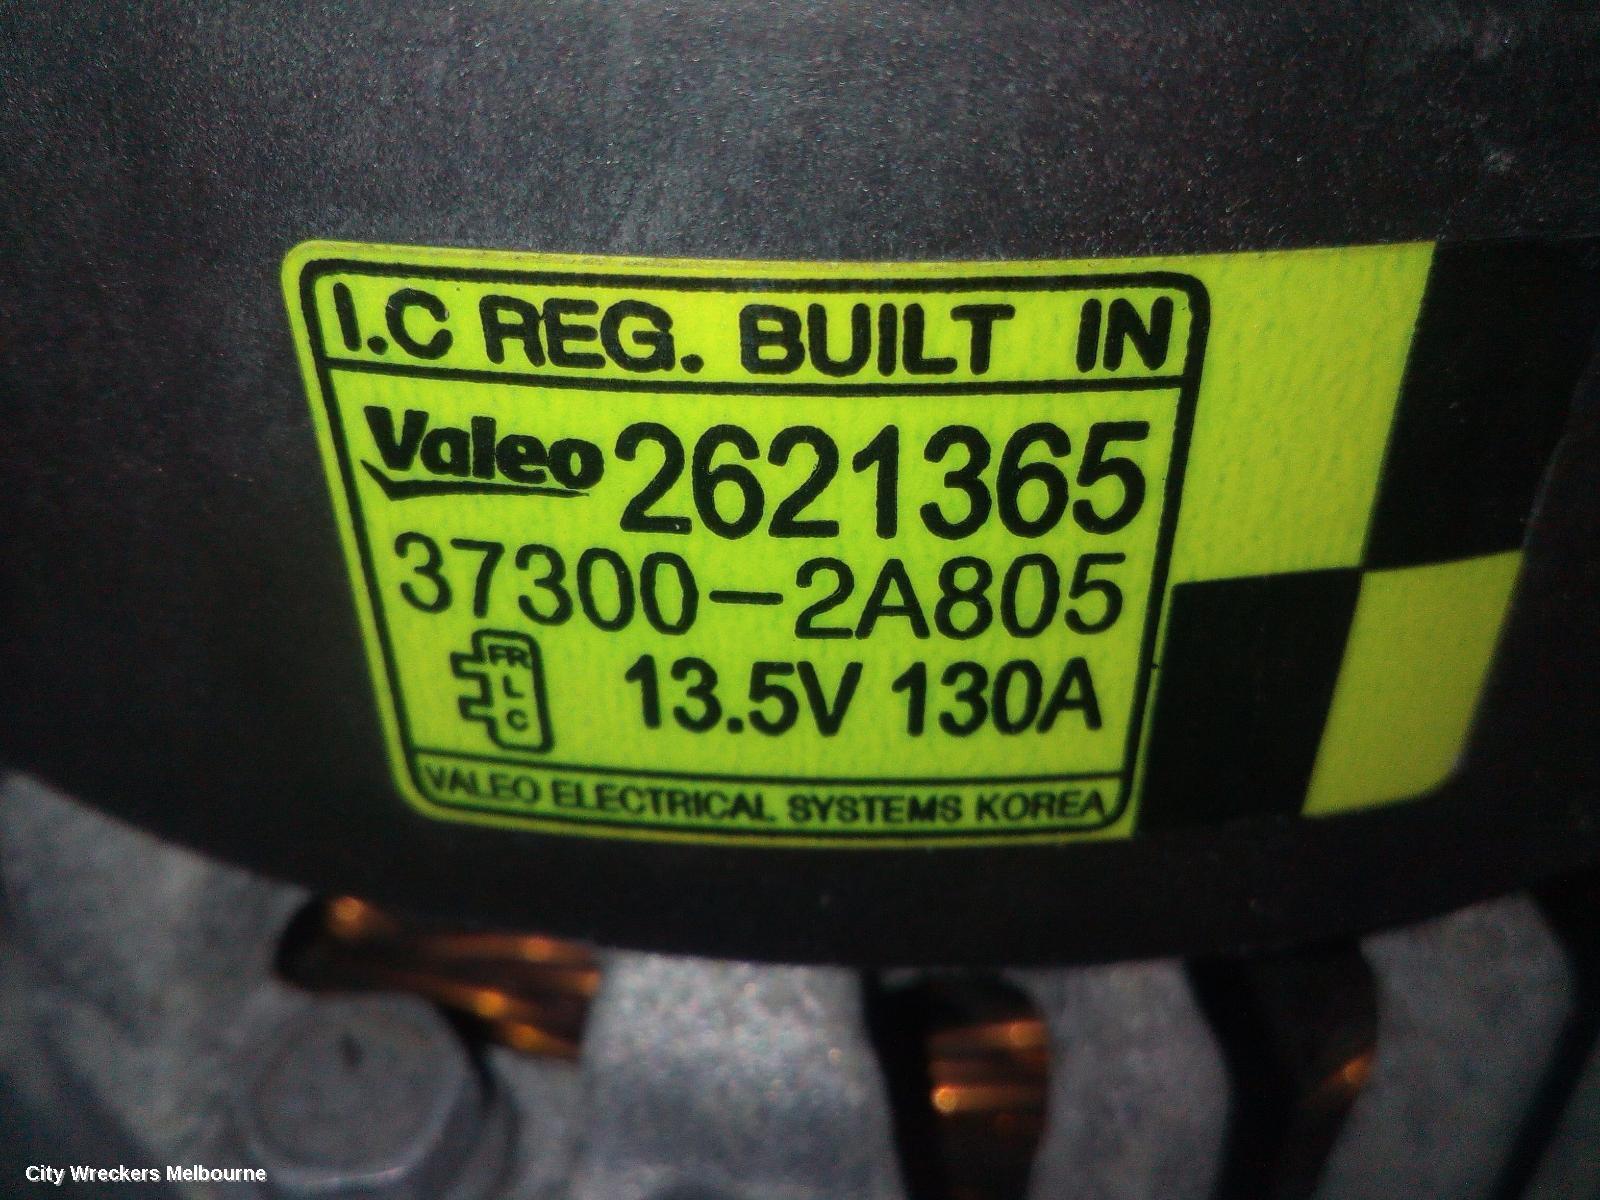 I.C REG. BUILT IN
Valeo 2621365
37300-2A805
FR
L
C
13.5V 130A
VALEO ELECTRICAL SYSTEMS KOREA
City Wreckers Melbourne